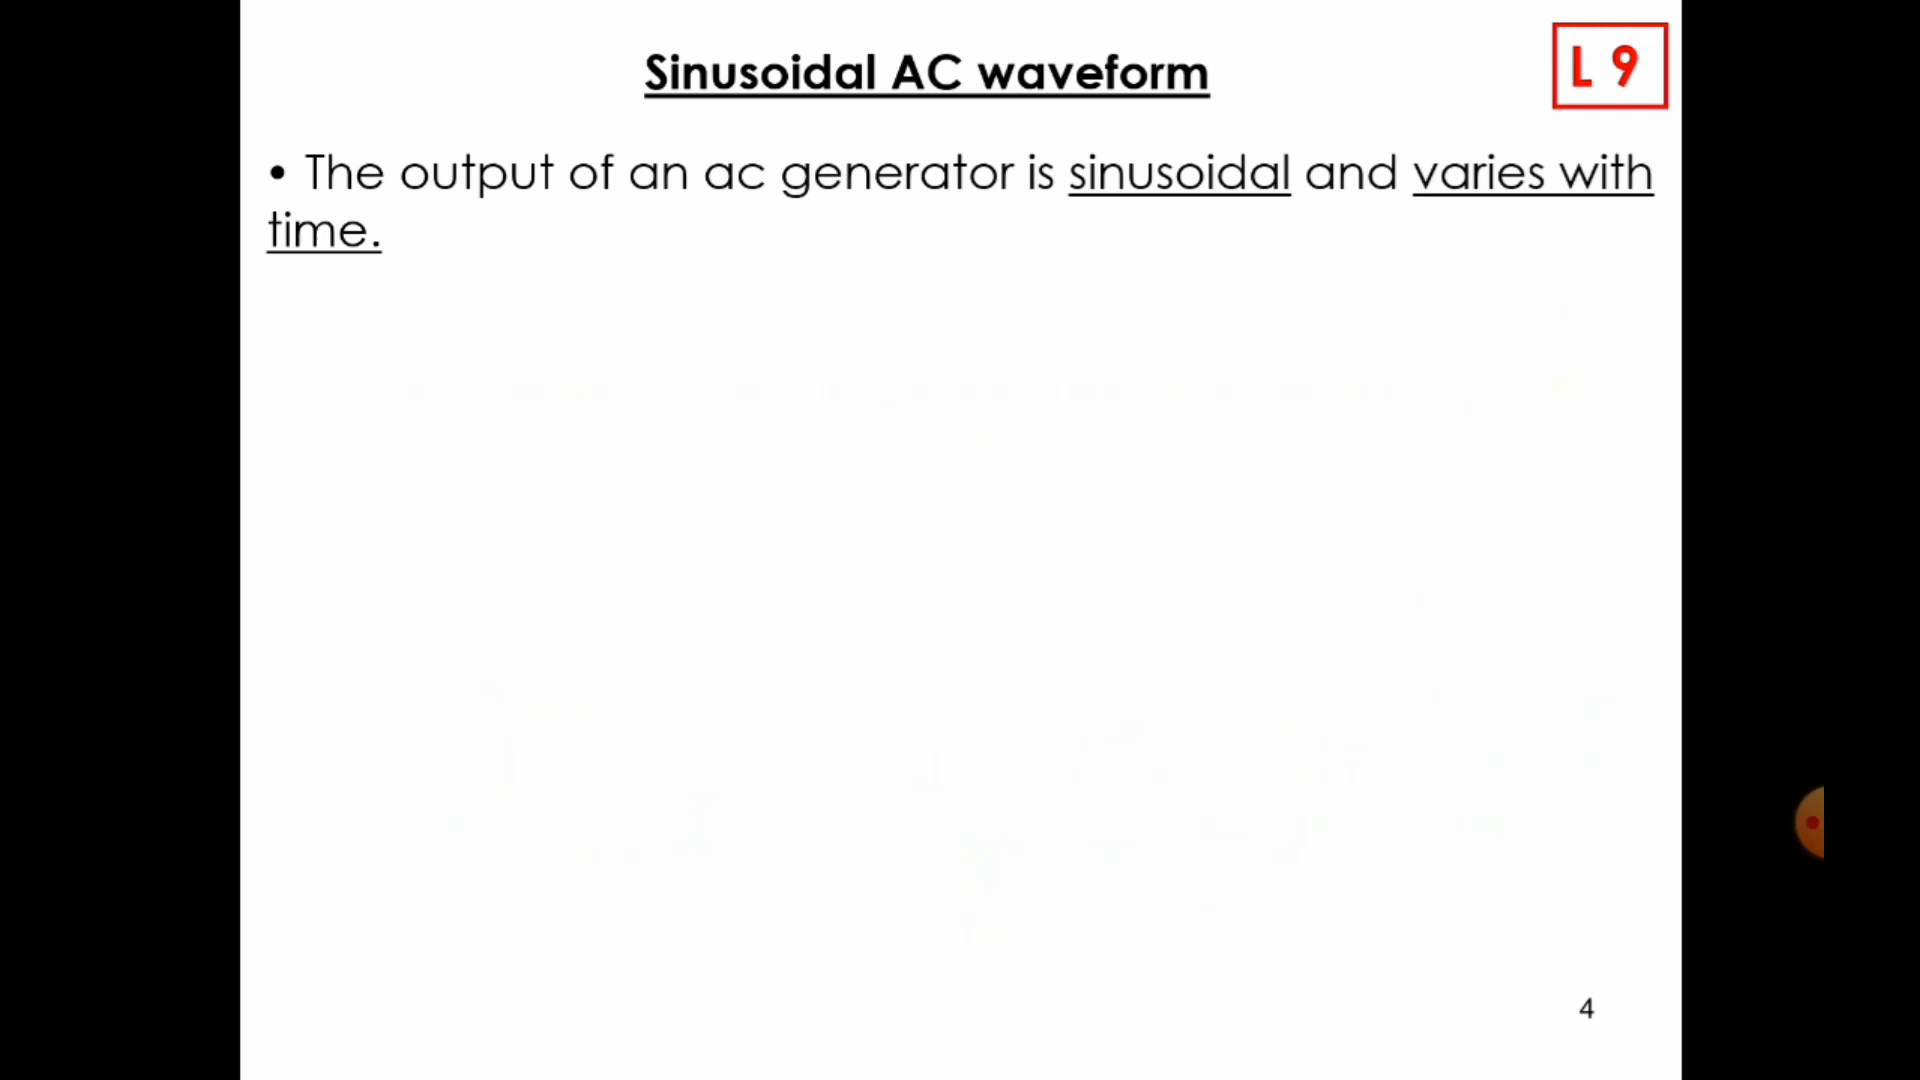 Sinusoidal AC waveform
L 9
• The output of an ac generator is sinusoidal and varies with
time.
4